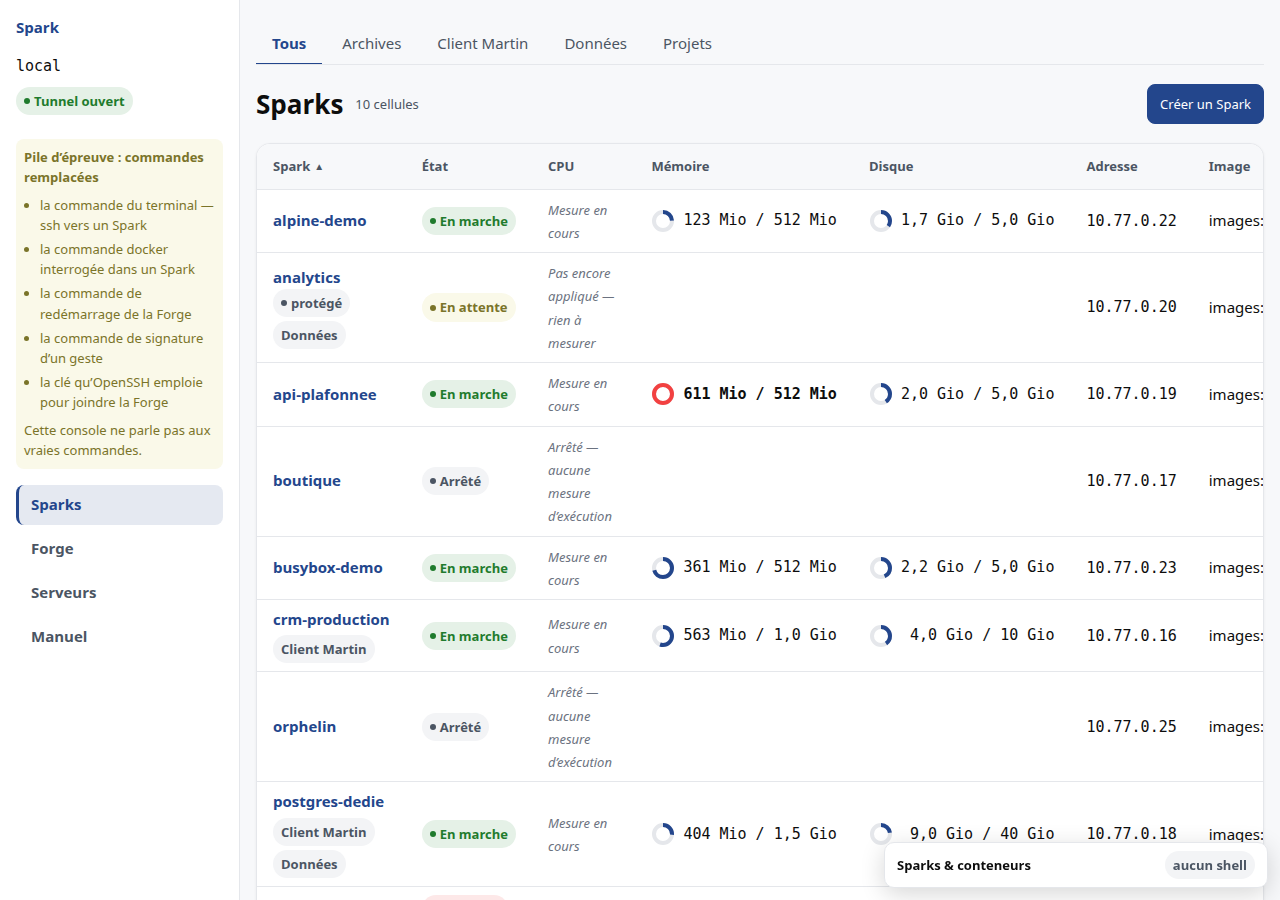 Spark
local
Tunnel ouvert
Pile d’épreuve : commandes
remplacées
la commande du terminal —
ssh vers un Spark
la commande docker
interrogée dans un Spark
la commande de
redémarrage de la Forge
la commande de signature
d’un geste
la clé qu’OpenSSH emploie
pour joindre la Forge
Cette console ne parle pas aux
vraies commandes.
Sparks
Forge
Serveurs
Manuel
Tous Archives Client Martin Données Projets
Sparks 10 cellules Créer un Spark
Spark ▲ État CPU Mémoire Disque Adresse Image
alpine-demo En marche Mesure en
cours 123 Mio / 512 Mio 1,7 Gio / 5,0 Gio 10.77.0.22 images:
analytics
protégé
Données
En attente
Pas encore
appliqué —
rien à
mesurer
10.77.0.20 images:
api-plafonnee En marche Mesure en
cours 611 Mio / 512 Mio 2,0 Gio / 5,0 Gio 10.77.0.19 images:
boutique Arrêté
Arrêté —
aucune
mesure
d’exécution
10.77.0.17 images:
busybox-demo En marche Mesure en
cours 361 Mio / 512 Mio 2,2 Gio / 5,0 Gio 10.77.0.23 images:
crm-production
Client Martin
En marche Mesure en
cours 563 Mio / 1,0 Gio 4,0 Gio / 10 Gio 10.77.0.16 images:
orphelin Arrêté
Arrêté —
aucune
mesure
d’exécution
10.77.0.25 images:
postgres-dedie
Client Martin
Données
En marche Mesure en
cours 404 Mio / 1,5 Gio 9,0 Gio / 40 Gio 10.77.0.18 images:
Sparks & conteneurs aucun shell